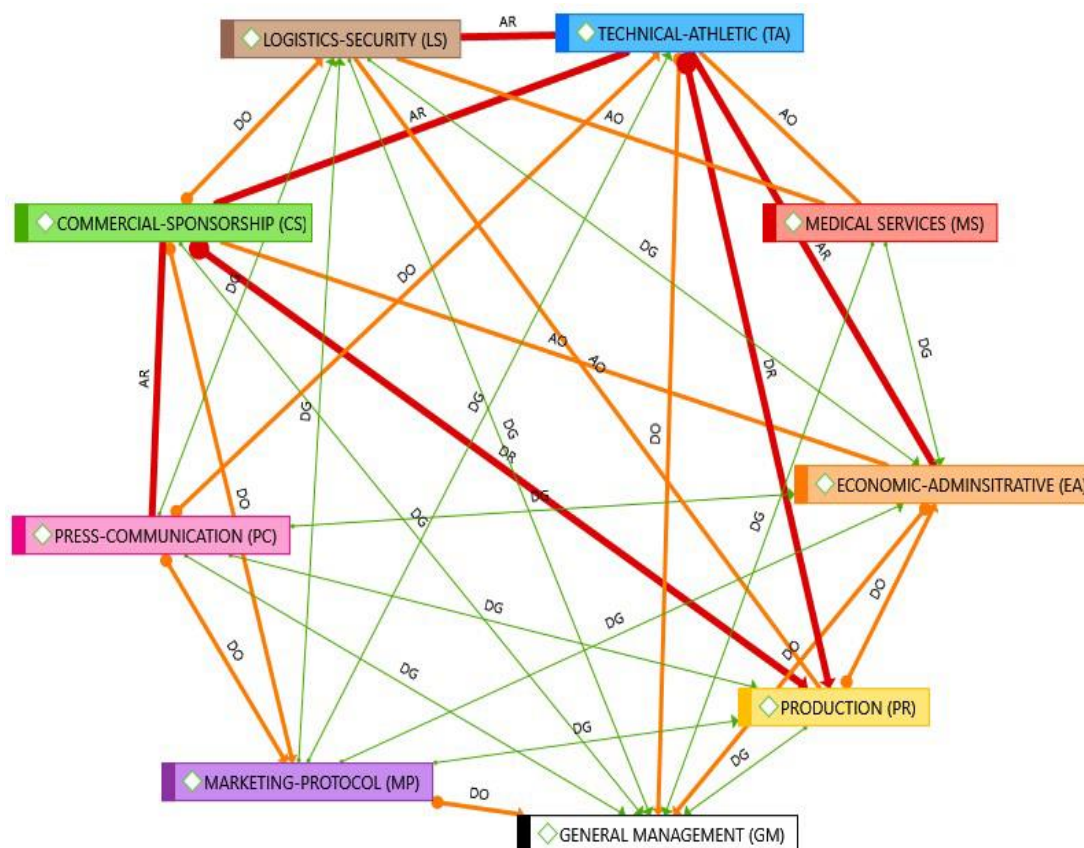 AR
LOGISTICS-SECURITY (LS)
TECHNICAL-ATHLETIC (TA)
DO
AR
AO
AO
COMMERCIAL-SPONSORSHIP (CS)
MEDICAL SERVICES (MS)
DG
AR
DG
DO
AO
AO
DG
DR
AR
DG
DG
DG
DO
DR
ECONOMIC-ADMINSITRATIVE (EA)
DO
DG
DG
DG
PRESS-COMMUNICATION (PC)
DO
DG
DG
DO
DO
DG
PRODUCTION (PR)
DG
DG
MARKETING-PROTOCOL (MP)
DO
GENERAL MANAGEMENT (GM)